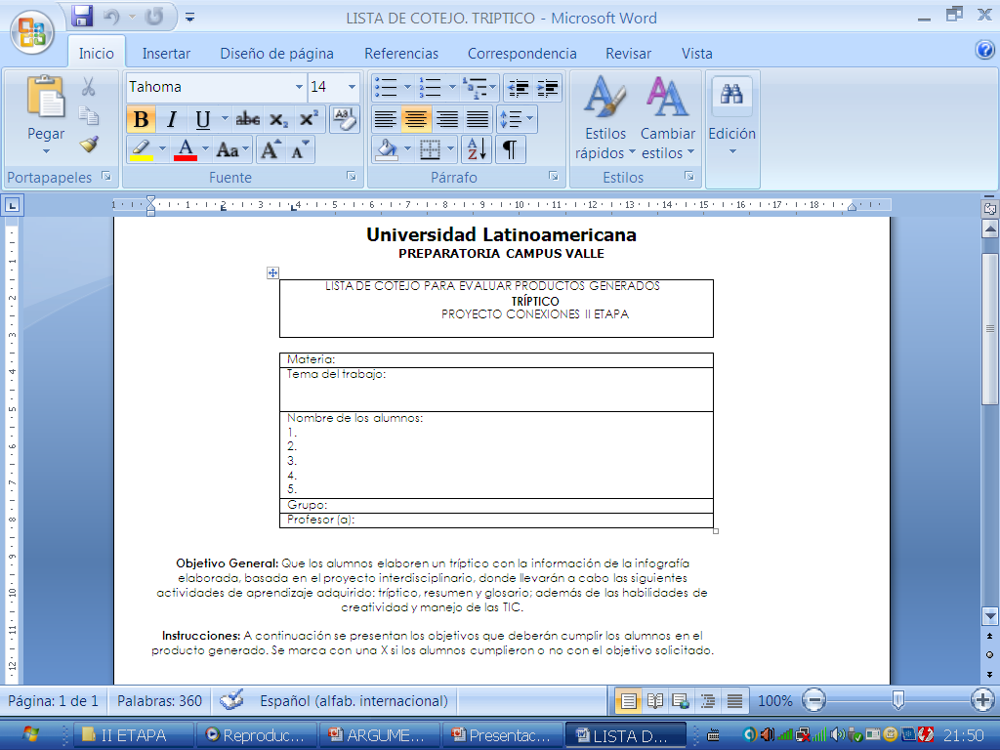 LISTA DE COTEJO. TRIPTICO - Microsoft Word
Inicio Insertar Diseño de página Referencias Correspondencia Revisar Vista
Tahoma 14
Pegar
Estilos rápidos
Cambiar estilos
Edición
Portapapeles Fuente Párrafo Estilos
Universidad Latinoamericana
PREPARATORIA CAMPUS VALLE
LISTA DE COTEJO PARA EVALUAR PRODUCTOS GENERADOS
TRÍPTICO
PROYECTO CONEXIONES II ETAPA
Materia:
Tema del trabajo:
Nombre de los alumnos:
1.
2.
3.
4.
5.
Grupo:
Profesor (a):
Objetivo General: Que los alumnos elaboren un tríptico con la información de la infografía
elaborada, basada en el proyecto interdisciplinario, donde llevarán a cabo las siguientes
actividades de aprendizaje adquirido: tríptico, resumen y glosario; además de las habilidades de
creatividad y manejo de las TIC.
Instrucciones: A continuación se presentan los objetivos que deberán cumplir los alumnos en el
producto generado. Se marca con una X si los alumnos cumplieron o no con el objetivo solicitado.
Página: 1 de 1 Palabras: 360 Español (alfab. internacional) 100%
II ETAPA Reproduc... ARGUME... Presentac... LISTA D... 21:50